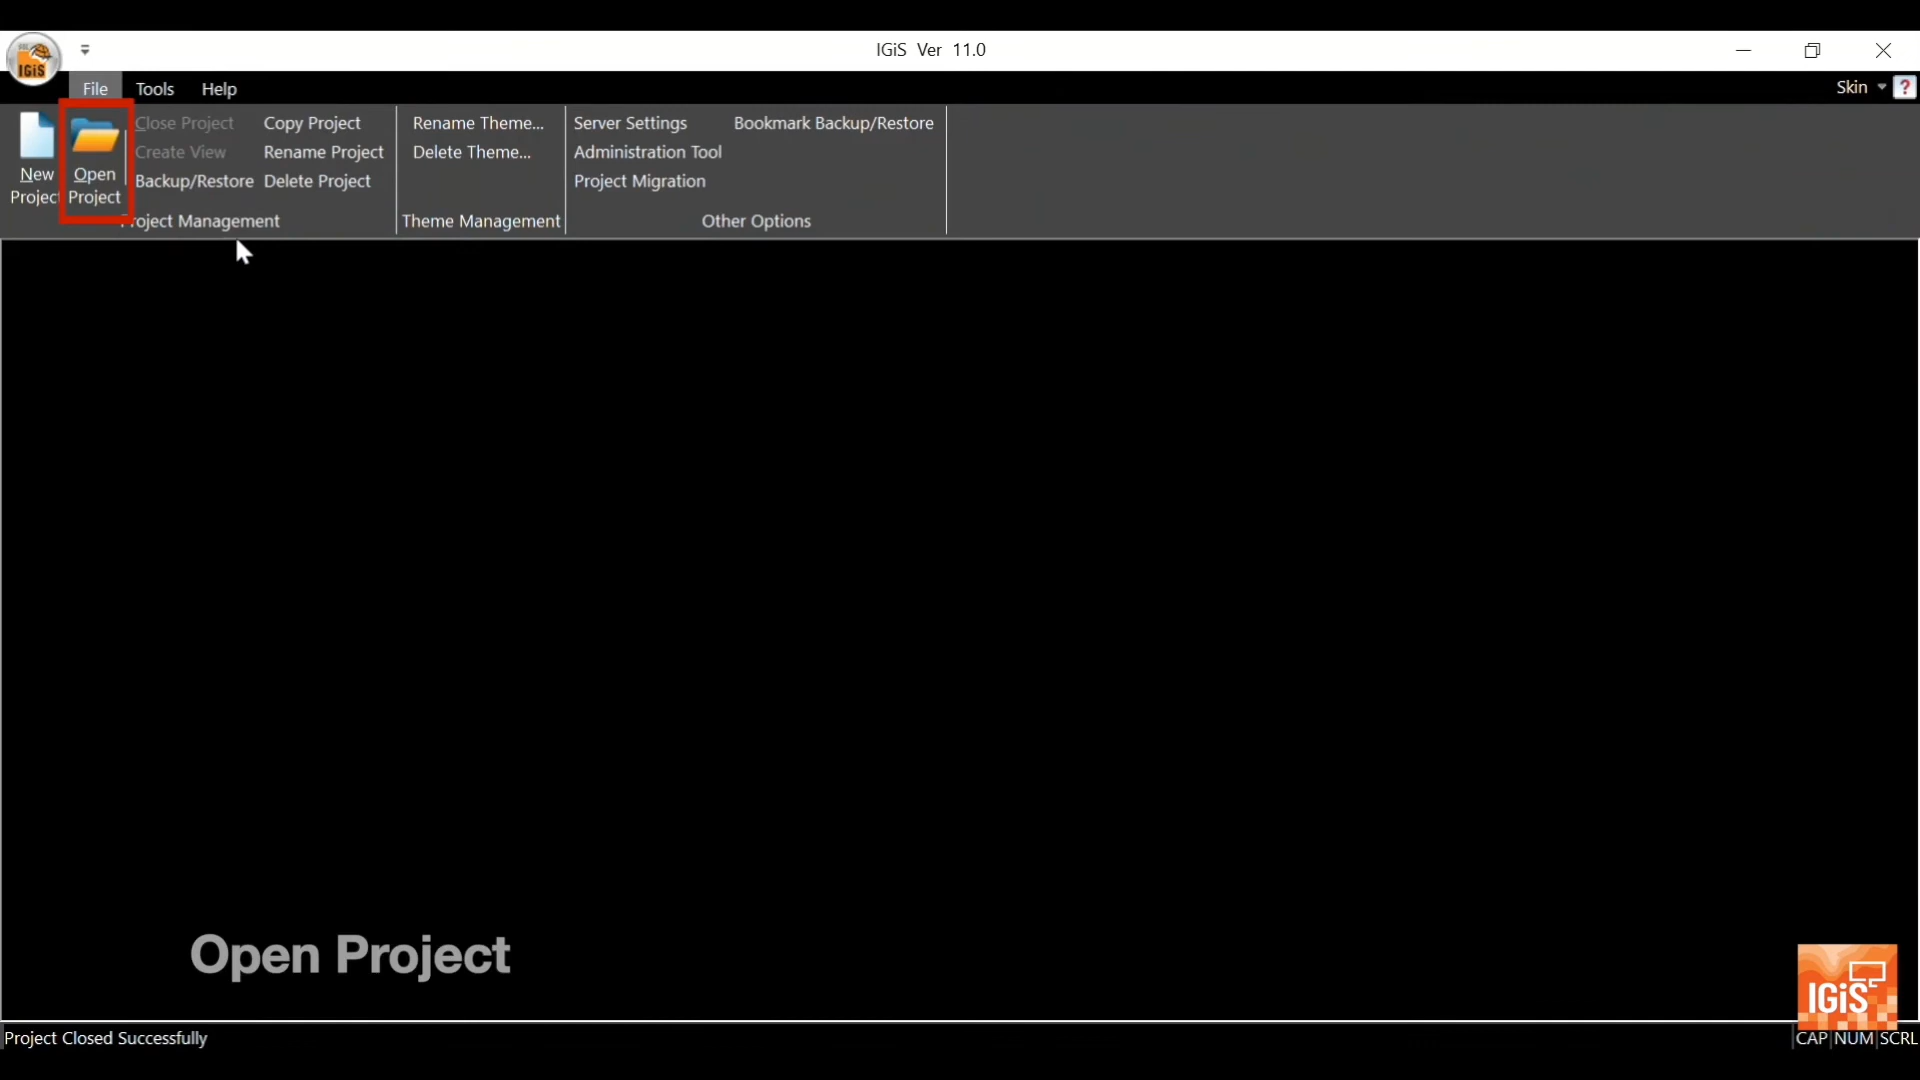 IGiS Ver 11.0
IGiS
File Tools Help
Skin ?
New Project
Open Project
Close Project
Create View
Backup/Restore
Copy Project
Rename Project
Delete Project
Project Management
Rename Theme...
Delete Theme...
Theme Management
Server Settings
Administration Tool
Project Migration
Bookmark Backup/Restore
Other Options
Open Project
IGiS
Project Closed Successfully
CAP NUM SCRL